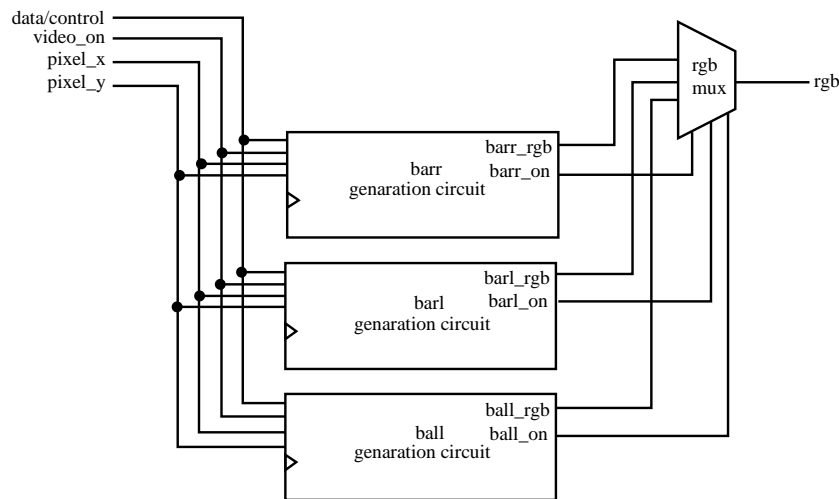 data/control
video_on
pixel_x
pixel_y
rgb
mux
rgb
barr_rgb
barr
barr_on
genaration circuit
barl_rgb
barl
barl_on
genaration circuit
ball_rgb
ball
ball_on
genaration circuit